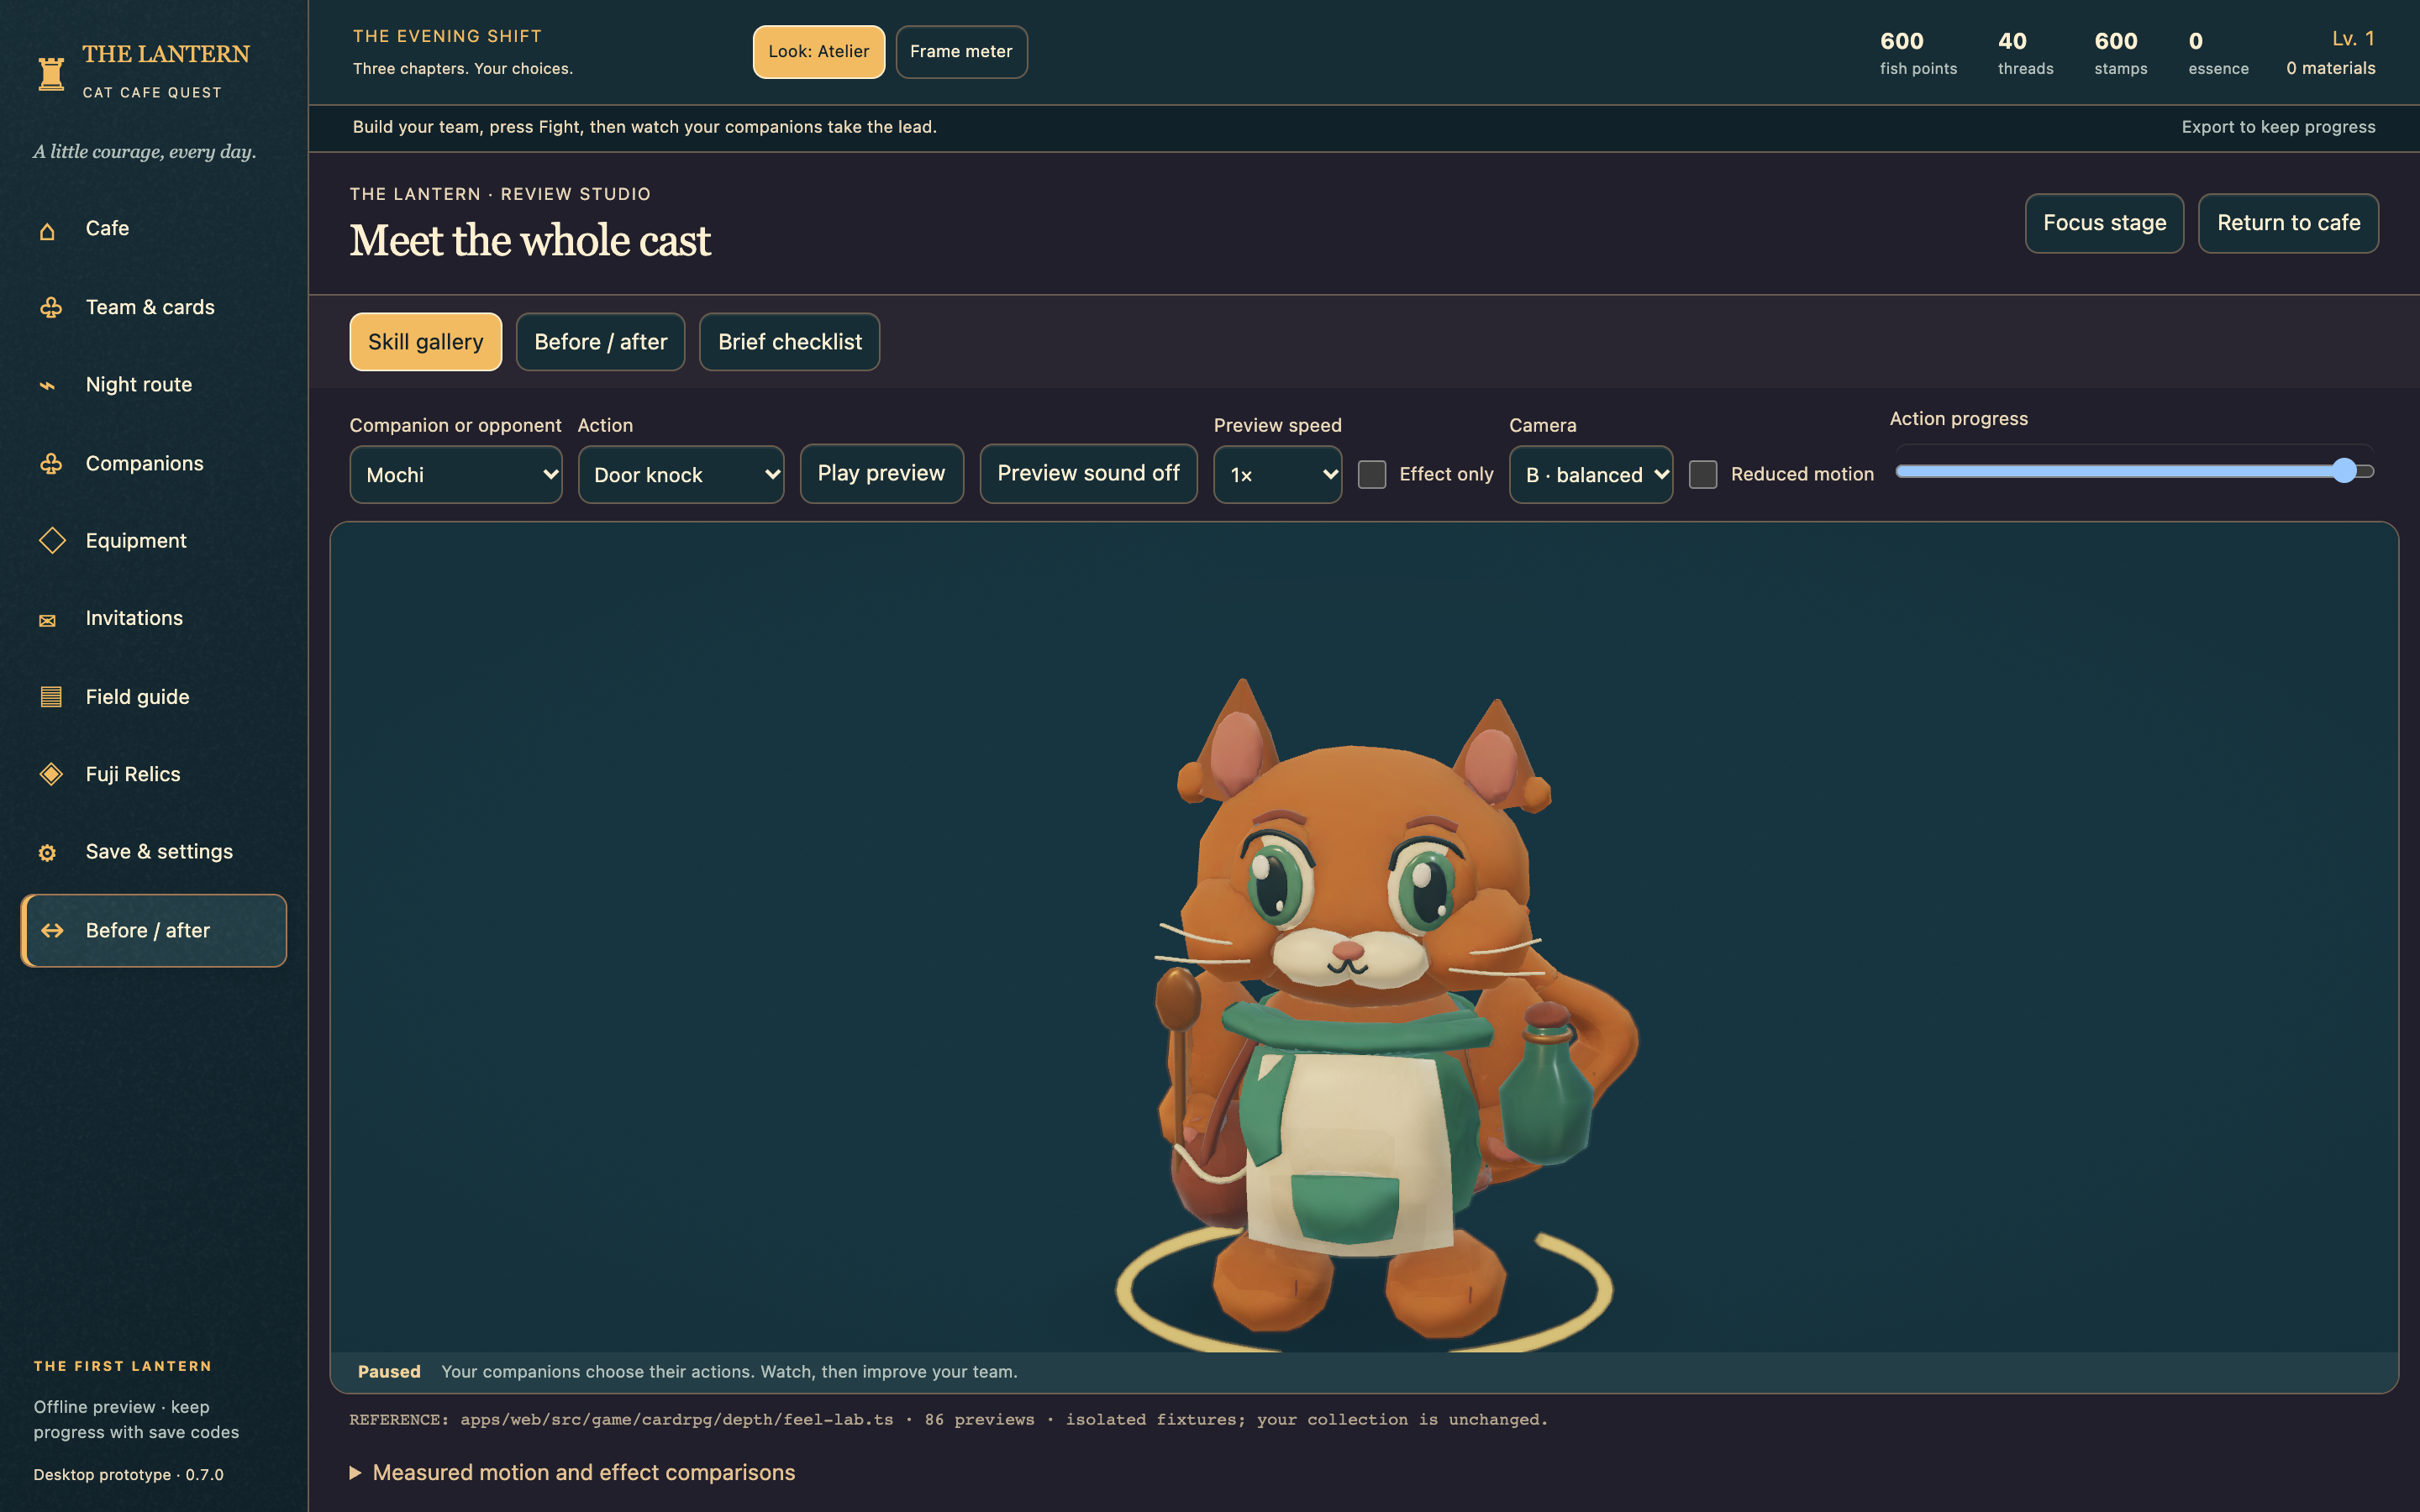 THE LANTERN
CAT CAFE QUEST
A little courage, every day.
Cafe
Team & cards
Night route
Companions
Equipment
Invitations
Field guide
Fuji Relics
Save & settings
Before / after
THE FIRST LANTERN
Offline preview · keep
progress with save codes
Desktop prototype · 0.7.0
THE EVENING SHIFT
Three chapters. Your choices.
Look: Atelier
Frame meter
600 fish points
40 threads
600 stamps
0 essence
Lv. 1
0 materials
Build your team, press Fight, then watch your companions take the lead.
Export to keep progress
THE LANTERN · REVIEW STUDIO
Meet the whole cast
Focus stage
Return to cafe
Skill gallery
Before / after
Brief checklist
Companion or opponent
Mochi
Action
Door knock
Play preview
Preview sound off
Preview speed
1×
Effect only
Camera
B · balanced
Reduced motion
Action progress
Paused Your companions choose their actions. Watch, then improve your team.
REFERENCE: apps/web/src/game/cardrpg/depth/feel-lab.ts · 86 previews · isolated fixtures; your collection is unchanged.
Measured motion and effect comparisons